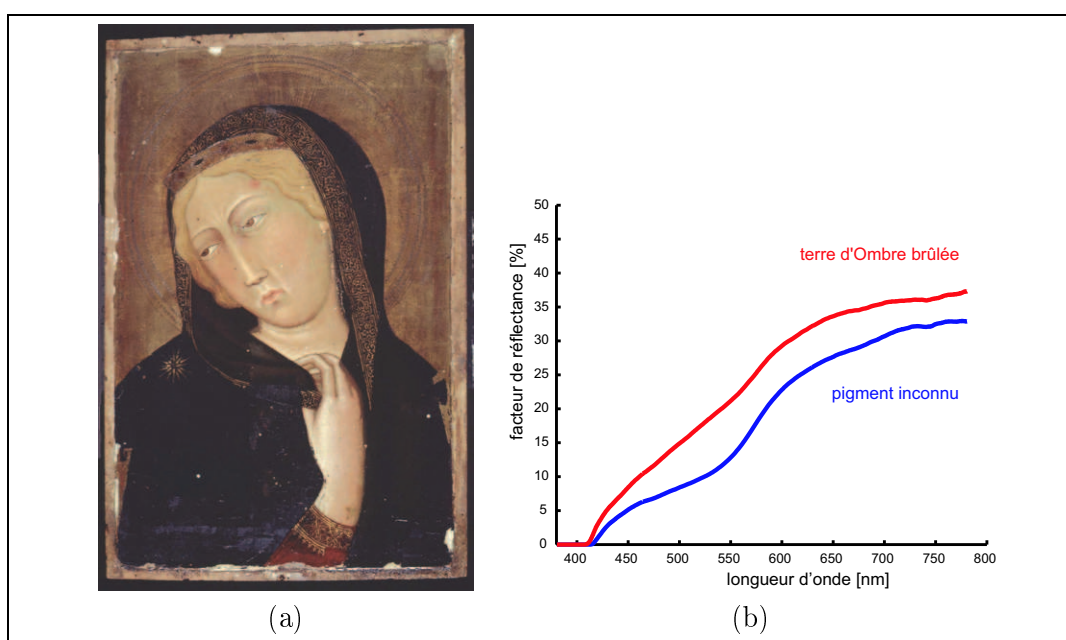 50
45
40
35
30
25
20
15
10
5
0
facteur de réflectance [%]
terre d'Ombre brûlée
pigment inconnu
400 450 500 550 600 650 700 750 800
longueur d'onde [nm]
(a) (b)